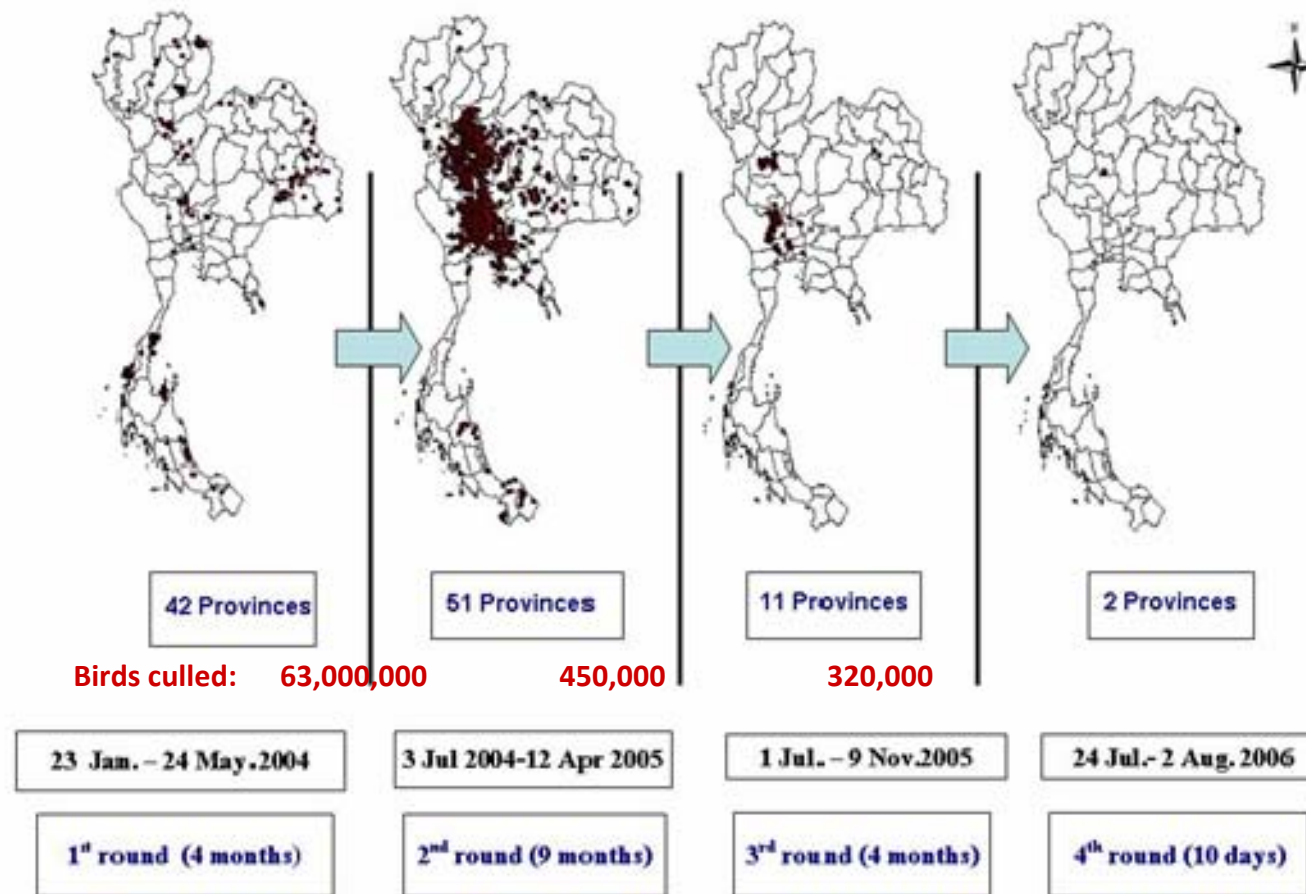 42 Provinces
51 Provinces
11 Provinces
2 Provinces
Birds culled: 63,000,000 450,000 320,000
23 Jan. – 24 May.2004
3 Jul 2004-12 Apr 2005
1 Jul. – 9 Nov.2005
24 Jul.- 2 Aug. 2006
1st round (4 months)
2nd round (9 months)
3rd round (4 months)
4th round (10 days)